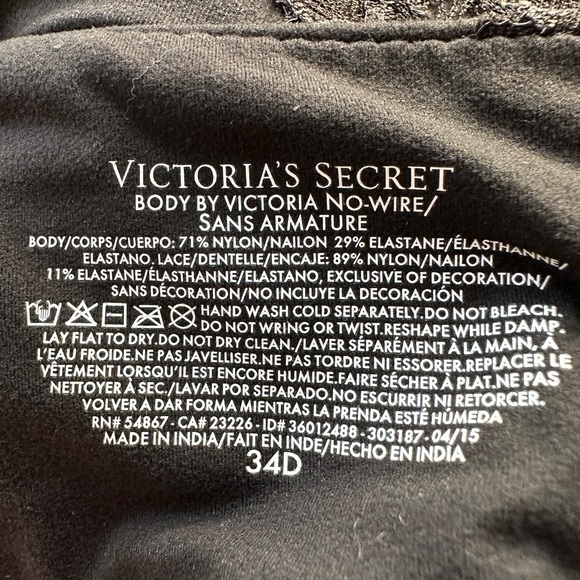 VICTORIA'S SECRET
BODY BY VICTORIA NO-WIRE/
SANS ARMATURE
BODY/CORPS/CUERPO: 71% NYLON/NAILON 29% ELASTANE/ÉLASTHANNE/
ELASTANO. LACE/DENTELLE/ENCAJE: 89% NYLON/NAILON
11% ELASTANE/ÉLASTHANNE/ELASTANO, EXCLUSIVE OF DECORATION/
SANS DÉCORATION/NO INCLUYE LA DECORACIÓN
HAND WASH COLD SEPARATELY.DO NOT BLEACH.
DO NOT WRING OR TWIST.RESHAPE WHILE DAMP.
LAY FLAT TO DRY.DO NOT DRY CLEAN./LAVER SÉPARÉMENT À LA MAIN, À
L'EAU FROIDE.NE PAS JAVELLISER.NE PAS TORDRE NI ESSORER.REPLACER LE
VÊTEMENT LORSQU'IL EST ENCORE HUMIDE.FAIRE SÉCHER À PLAT.NE PAS
NETTOYER À SEC./LAVAR POR SEPARADO.NO ESCURRIR NI RETORCER.
VOLVER A DAR FORMA MIENTRAS LA PRENDA ESTÉ HÚMEDA
RN# 54867 - CA# 23226 - ID# 36012488 - 303187 - 04/15
MADE IN INDIA/FAIT EN INDE/HECHO EN INDIA
34D